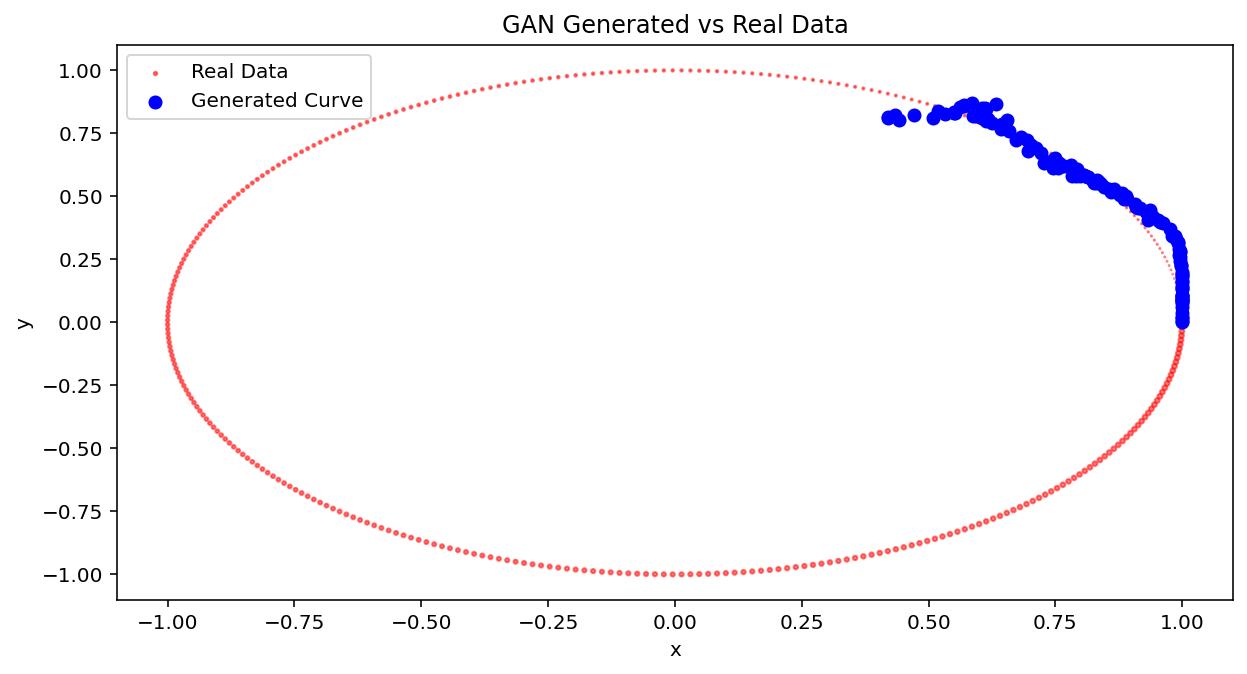 GAN Generated vs Real Data
Real Data
Generated Curve
1.00
0.75
0.50
0.25
0.00
−0.25
−0.50
−0.75
−1.00
y
−1.00 −0.75 −0.50 −0.25 0.00 0.25 0.50 0.75 1.00
x